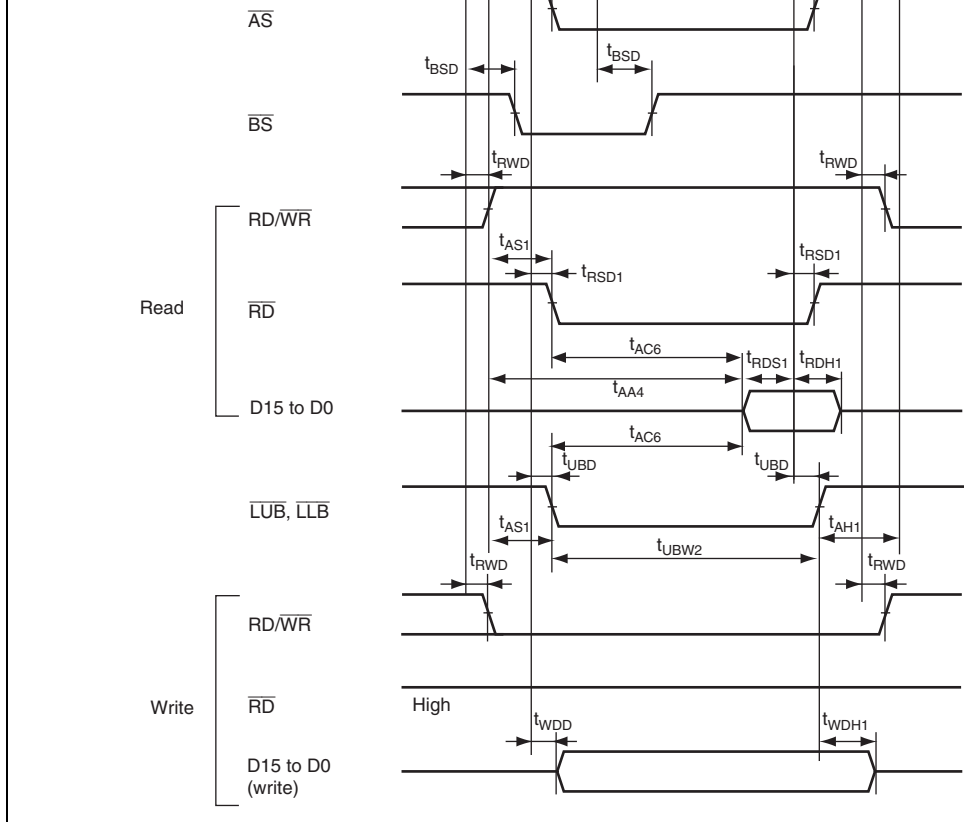 AS
tBSD
tBSD
BS
tRWD
tRWD
RD/WR
tAS1
tRSD1
tRSD1
Read
RD
tAC6
tRDS1
tRDH1
tAA4
D15 to D0
tAC6
tUBD
tUBD
LUB, LLB
tAS1
tAH1
tUBW2
tRWD
tRWD
RD/WR
Write
RD
High
tWDD
tWDH1
D15 to D0
(write)